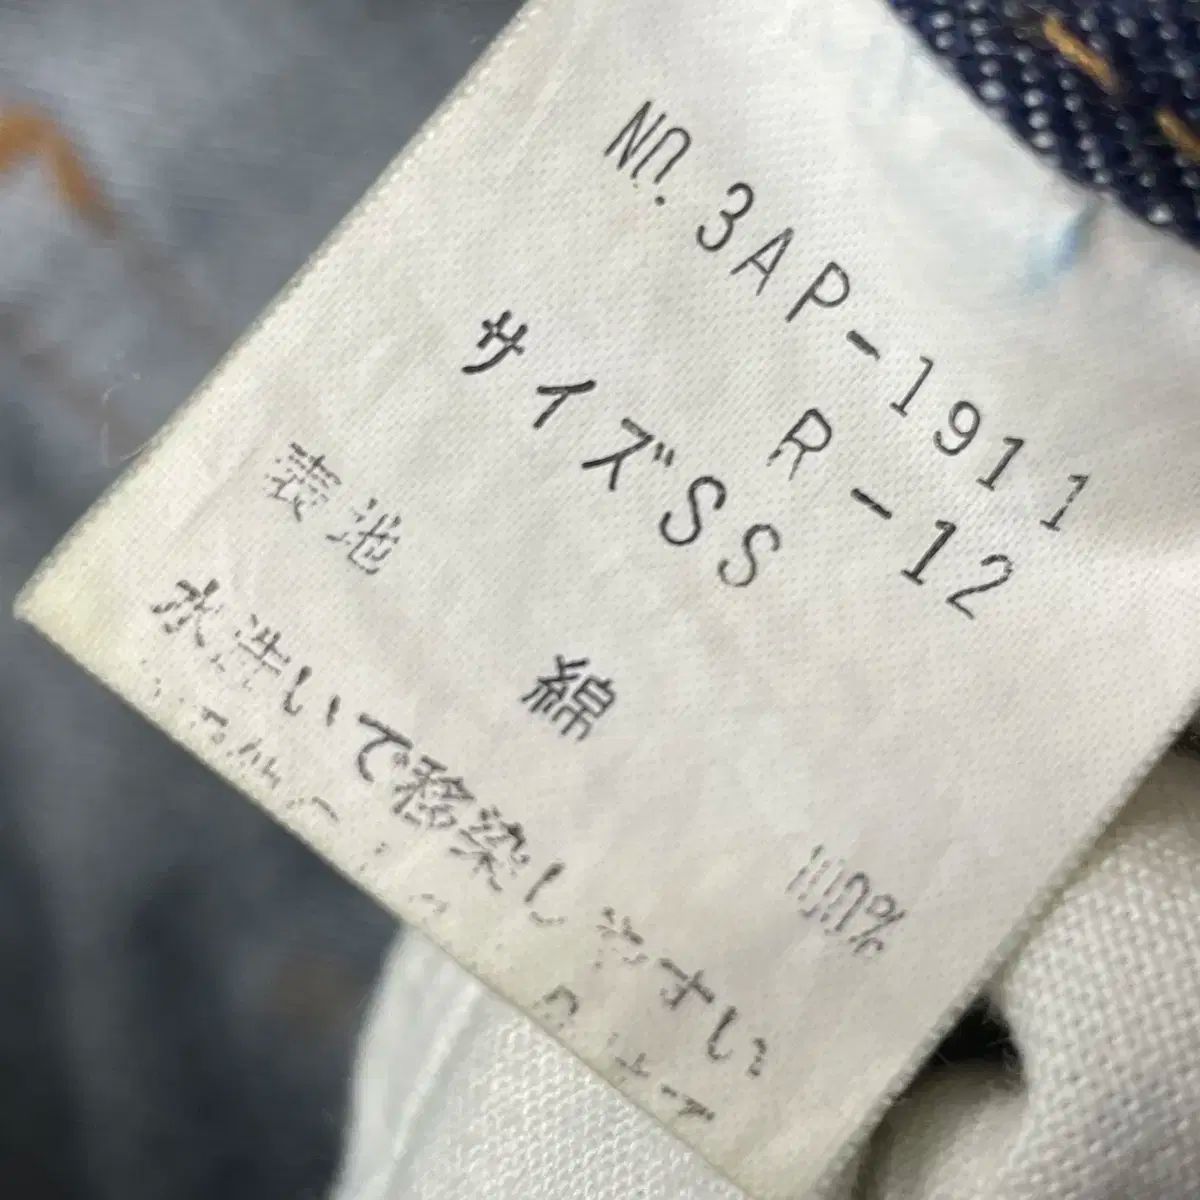 No. 3AP-1911
R-12
サイズSS
表地
綿 100%
水洗いで移染しやすい